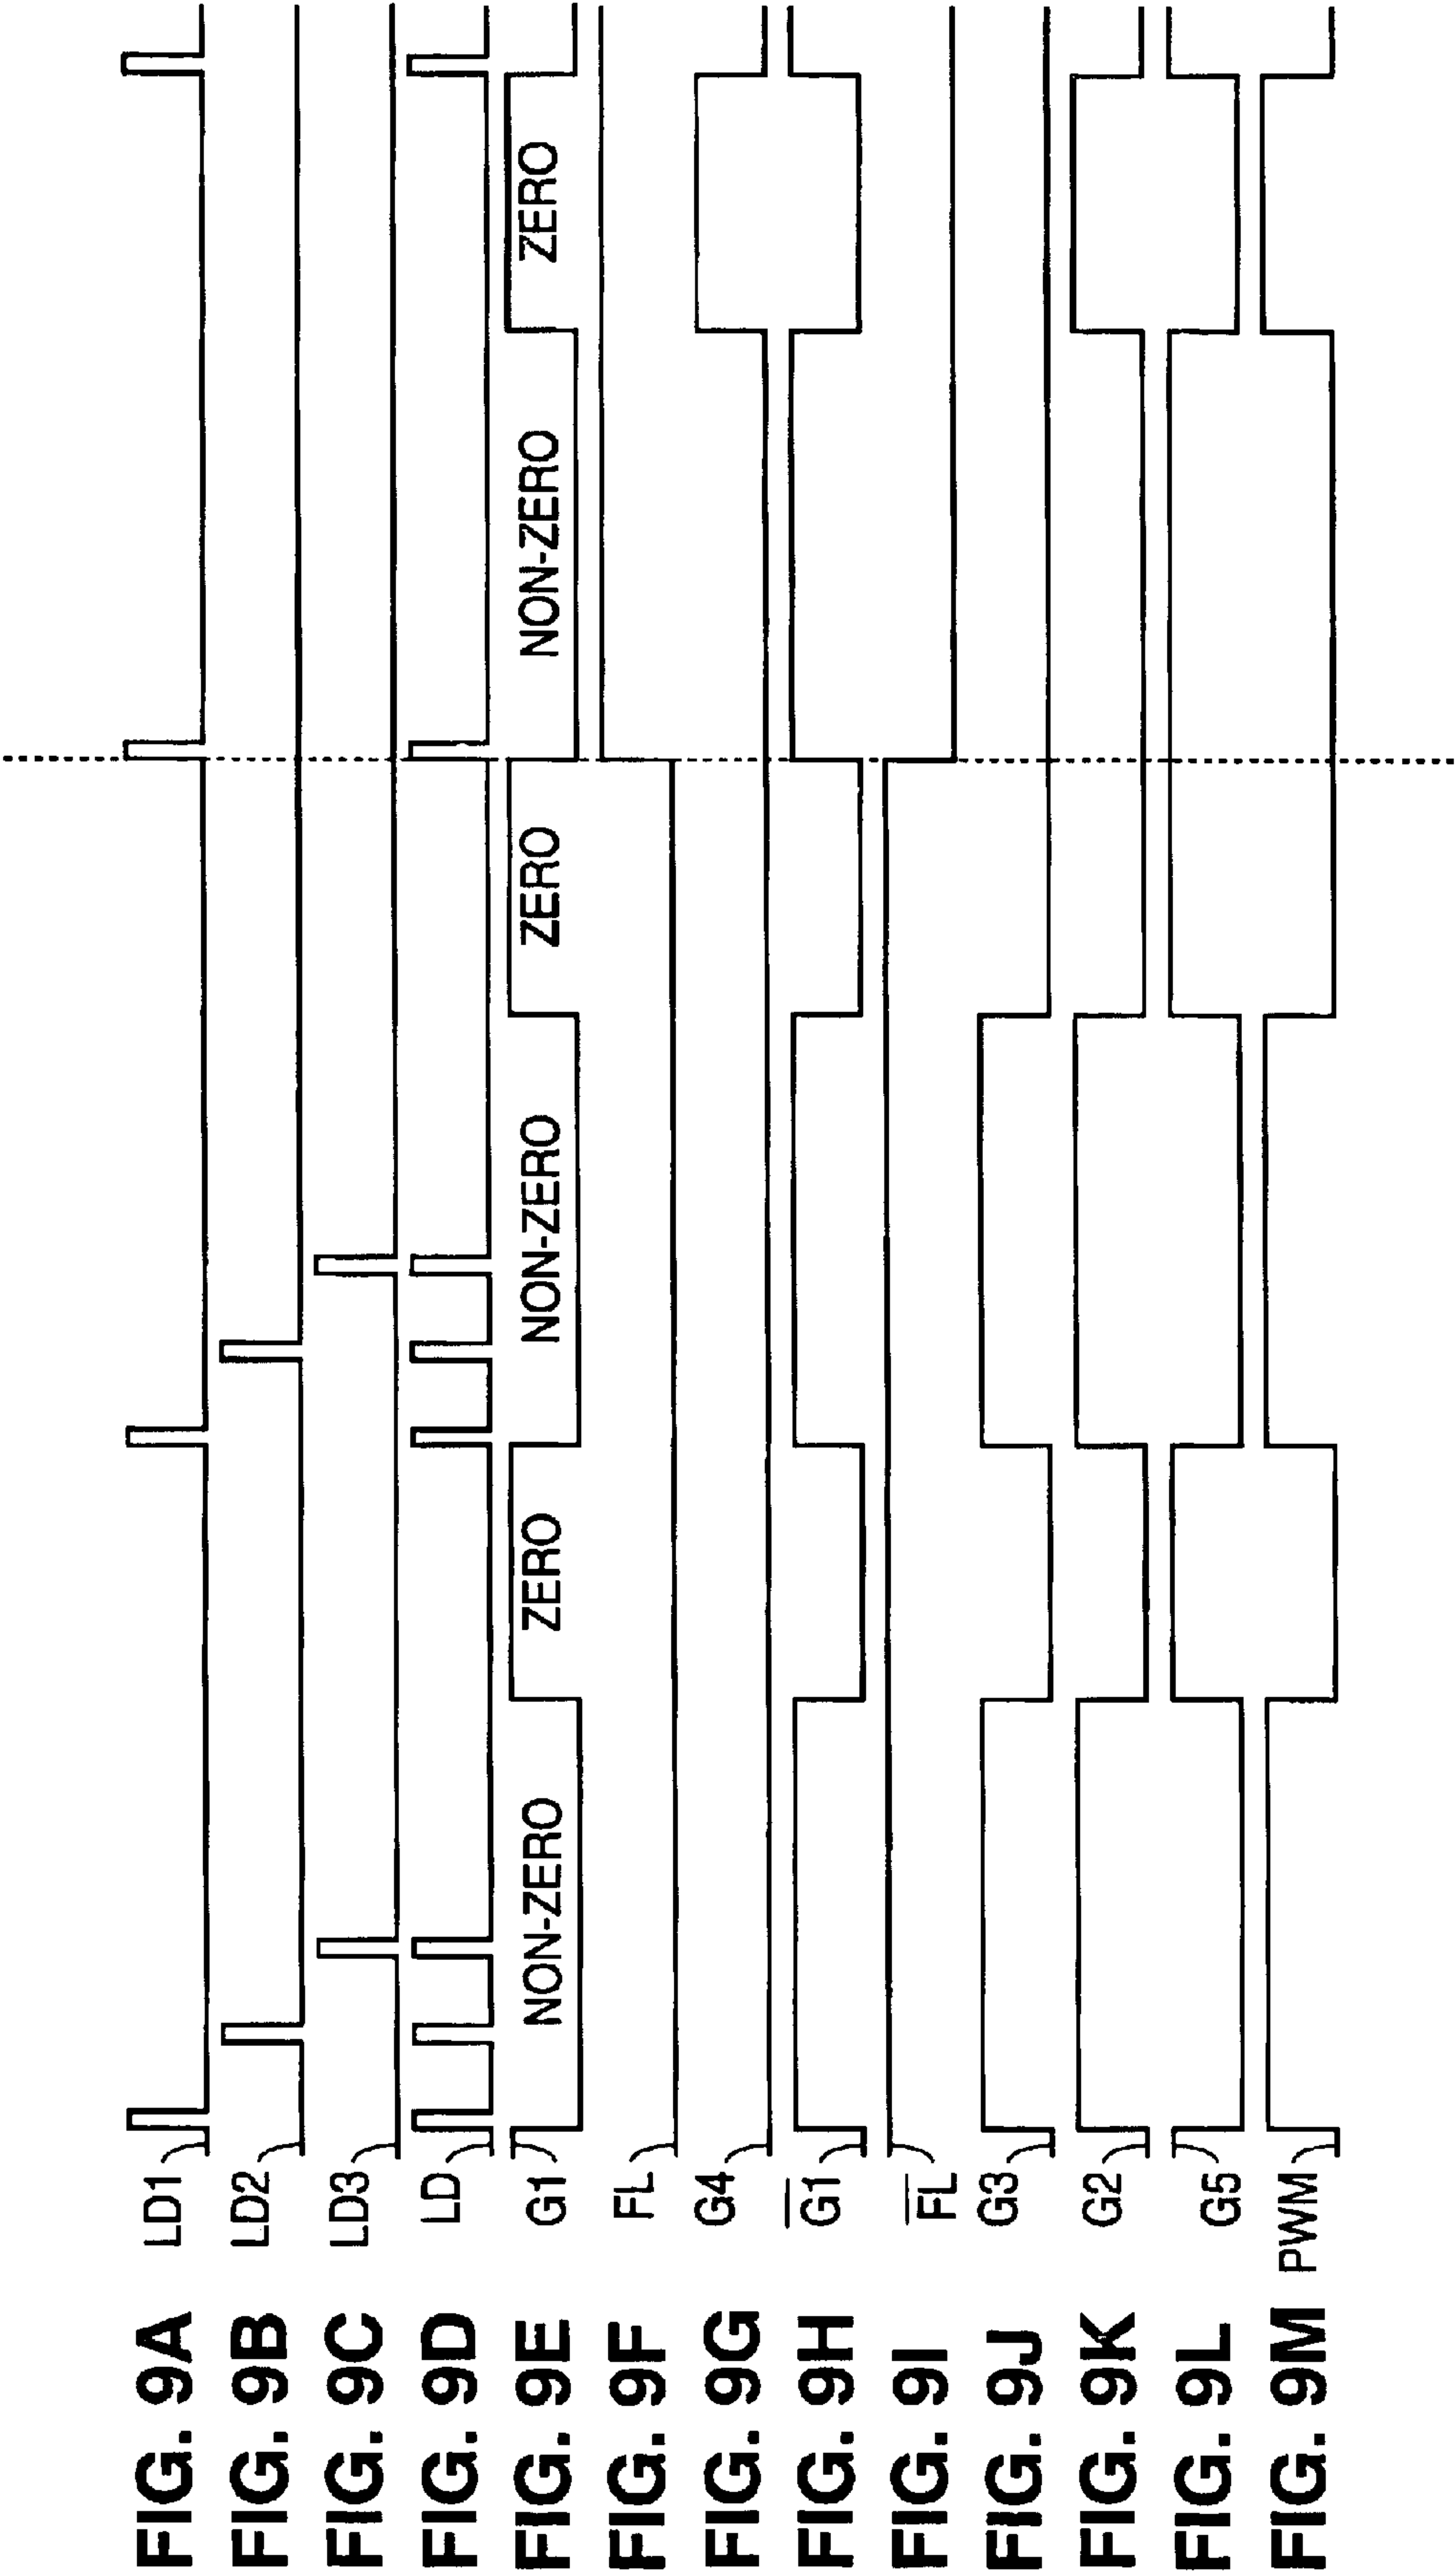 FIG. 9A LD1
FIG. 9B LD2
FIG. 9C LD3
FIG. 9D LD
FIG. 9E G1 NON-ZERO ZERO NON-ZERO ZERO NON-ZERO ZERO
FIG. 9F FL
FIG. 9G G4
FIG. 9H G̅1̅
FIG. 9I F̅L̅
FIG. 9J G3
FIG. 9K G2
FIG. 9L G5
FIG. 9M PWM